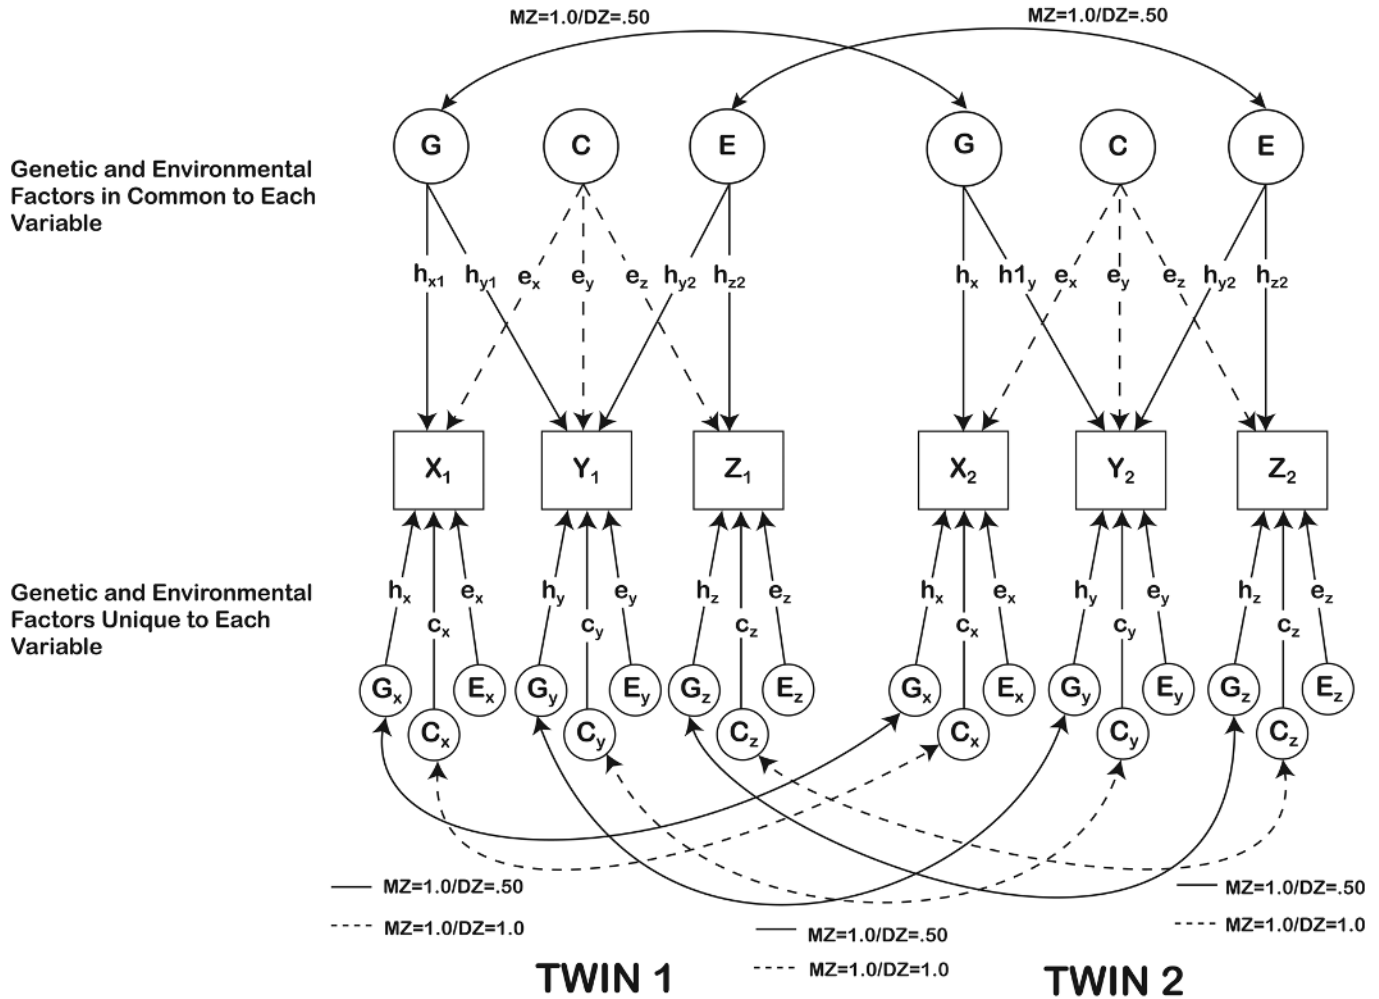 MZ=1.0/DZ=.50
MZ=1.0/DZ=.50
G
C
E
G
C
E
Genetic and Environmental
Factors in Common to Each
Variable
hx1
hy1
ex
ey
ez
hy2
hz2
hx
h1y
ex
ey
ez
hy2
hz2
X1
Y1
Z1
X2
Y2
Z2
Genetic and Environmental
Factors Unique to Each
Variable
hx
cx
ex
hy
cy
ey
hz
cz
ez
hx
cx
ex
hy
cy
ey
hz
cz
ez
Gx
Cx
Ex
Gy
Cy
Ey
Gz
Cz
Ez
Gx
Cx
Ex
Gy
Cy
Ey
Gz
Cz
Ez
MZ=1.0/DZ=.50
MZ=1.0/DZ=1.0
MZ=1.0/DZ=.50
MZ=1.0/DZ=1.0
MZ=1.0/DZ=.50
MZ=1.0/DZ=1.0
TWIN 1
TWIN 2